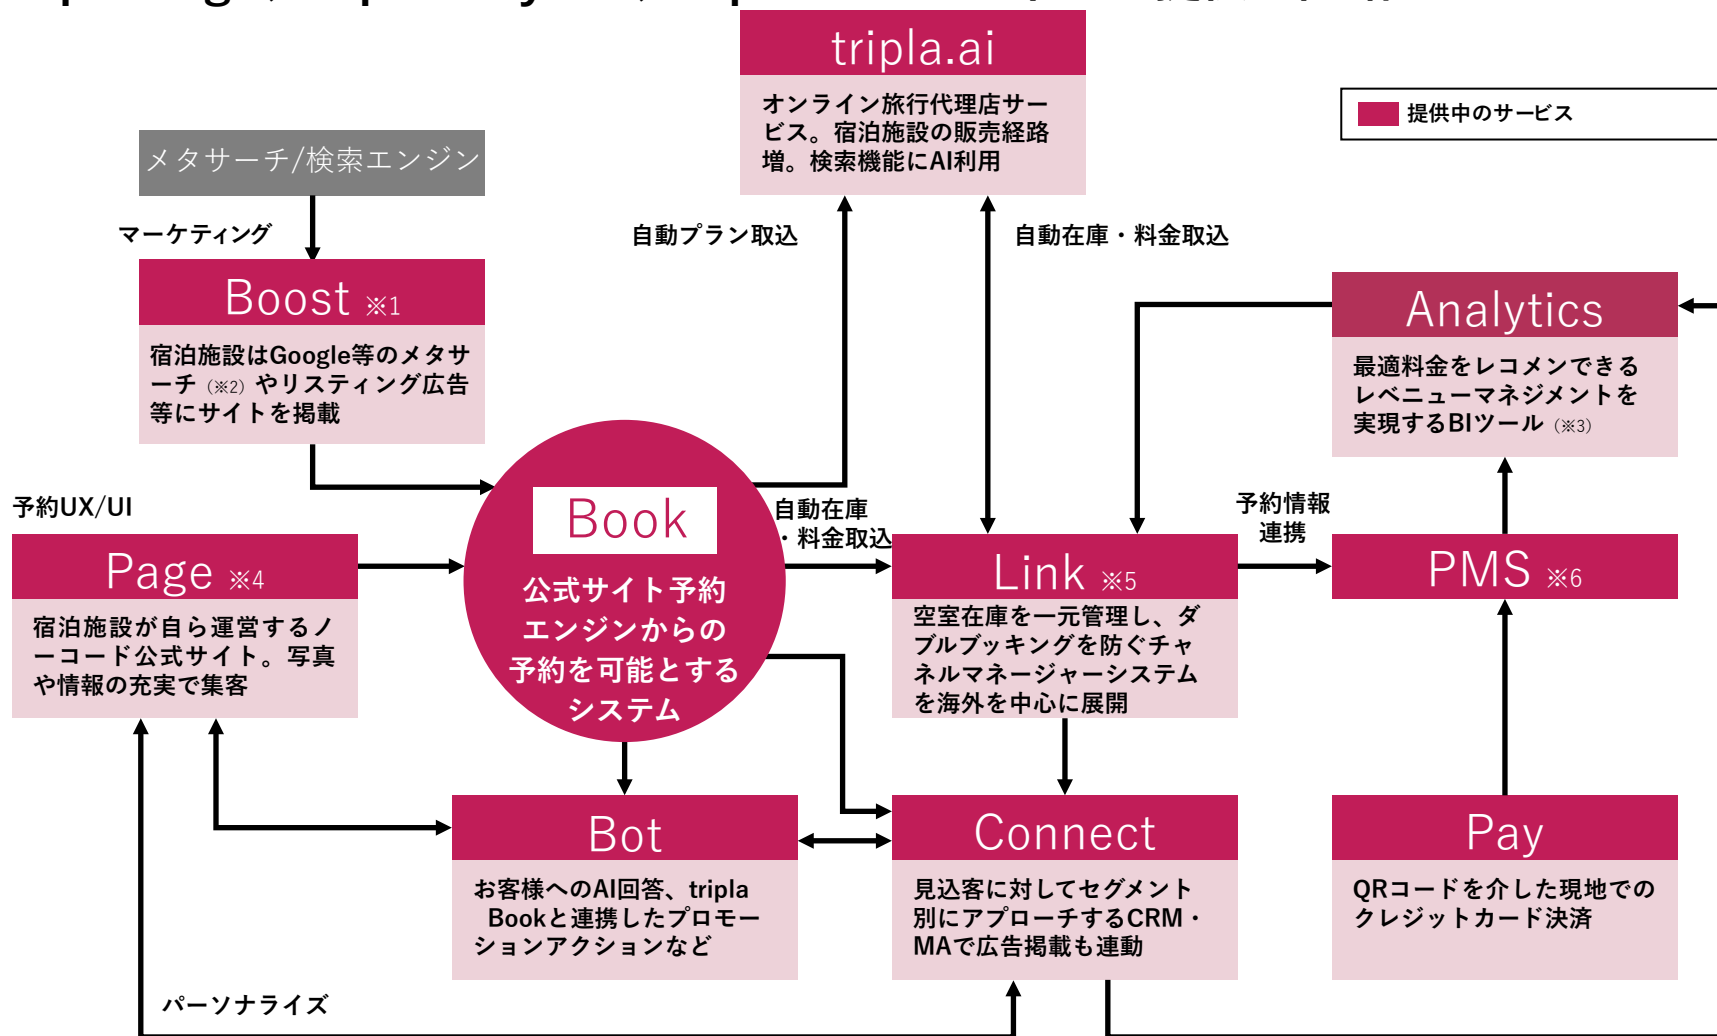 tripla.ai
オンライン旅行代理店サー
ビス。宿泊施設の販売経路
増。検索機能にAI利用
提供中のサービス
メタサーチ/検索エンジン
マーケティング
自動プラン取込
自動在庫・料金取込
Boost ※1
宿泊施設はGoogle等のメタサ
ーチ（※2）やリスティング広告
等にサイトを掲載
Analytics
最適料金をレコメンできる
レベニューマネジメントを
実現するBIツール（※3）
予約UX/UI
Page ※4
宿泊施設が自ら運営するノ
ーコード公式サイト。写真
や情報の充実で集客
Book
公式サイト予約
エンジンからの
予約を可能とする
システム
自動在庫
・料金取込
Link ※5
空室在庫を一元管理し、ダ
ブルブッキングを防ぐチャ
ネルマネージャーシステム
を海外を中心に展開
予約情報
連携
PMS ※6
Bot
お客様へのAI回答、tripla
Bookと連携したプロモー
ションアクションなど
Connect
見込客に対してセグメント
別にアプローチするCRM・
MAで広告掲載も連動
Pay
QRコードを介した現地での
クレジットカード決済
パーソナライズ